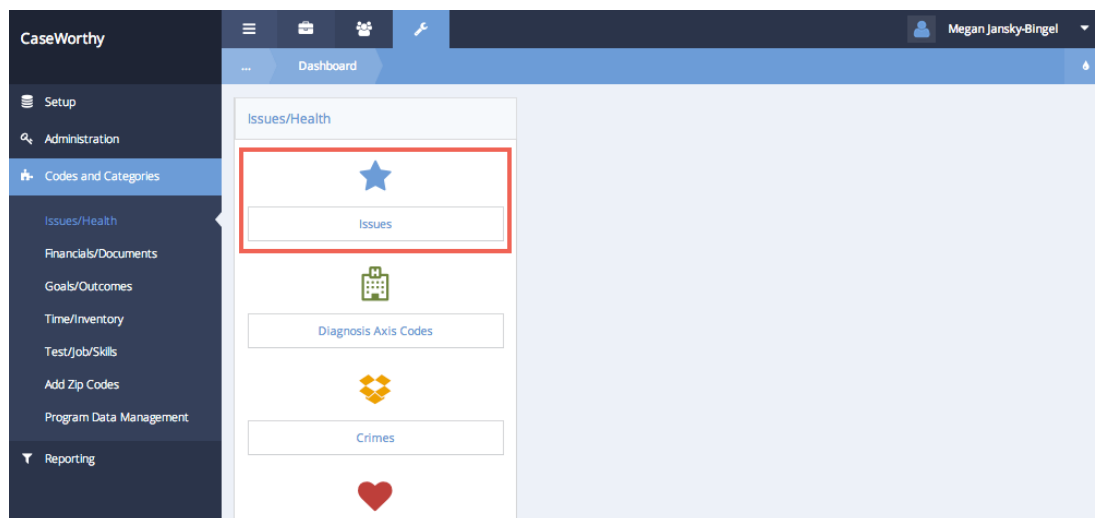 CaseWorthy
Megan Jansky-Bingel
... Dashboard
Setup
Administration
Codes and Categories
Issues/Health
Financials/Documents
Goals/Outcomes
Time/Inventory
Test/Job/Skills
Add Zip Codes
Program Data Management
Reporting
Issues/Health
Issues
H
Diagnosis Axis Codes
Crimes